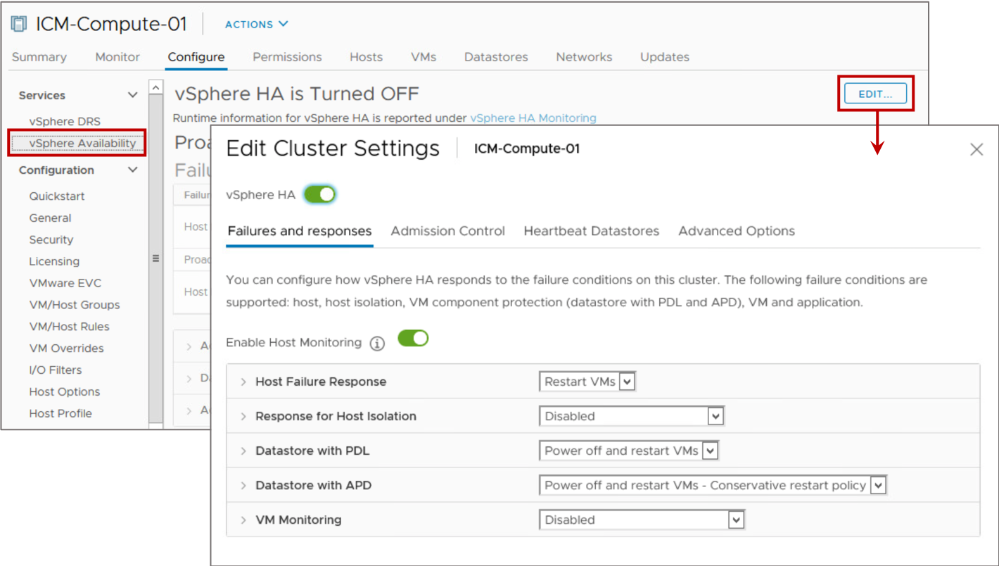 ICM-Compute-01
ACTIONS
Summary Monitor Configure Permissions Hosts VMs Datastores Networks Updates
Services
vSphere DRS
vSphere Availability
Configuration
Quickstart
General
Security
Licensing
VMware EVC
VM/Host Groups
VM/Host Rules
VM Overrides
I/O Filters
Host Options
Host Profile
vSphere HA is Turned OFF
EDIT...
Runtime information for vSphere HA is reported under vSphere HA Monitoring
Host
Host
Edit Cluster Settings ICM-Compute-01
vSphere HA
Failures and responses Admission Control Heartbeat Datastores Advanced Options
You can configure how vSphere HA responds to the failure conditions on this cluster. The following failure conditions are
supported: host, host isolation, VM component protection (datastore with PDL and APD), VM and application.
Enable Host Monitoring
Host Failure Response Restart VMs
Response for Host Isolation Disabled
Datastore with PDL Power off and restart VMs
Datastore with APD Power off and restart VMs - Conservative restart policy
VM Monitoring Disabled